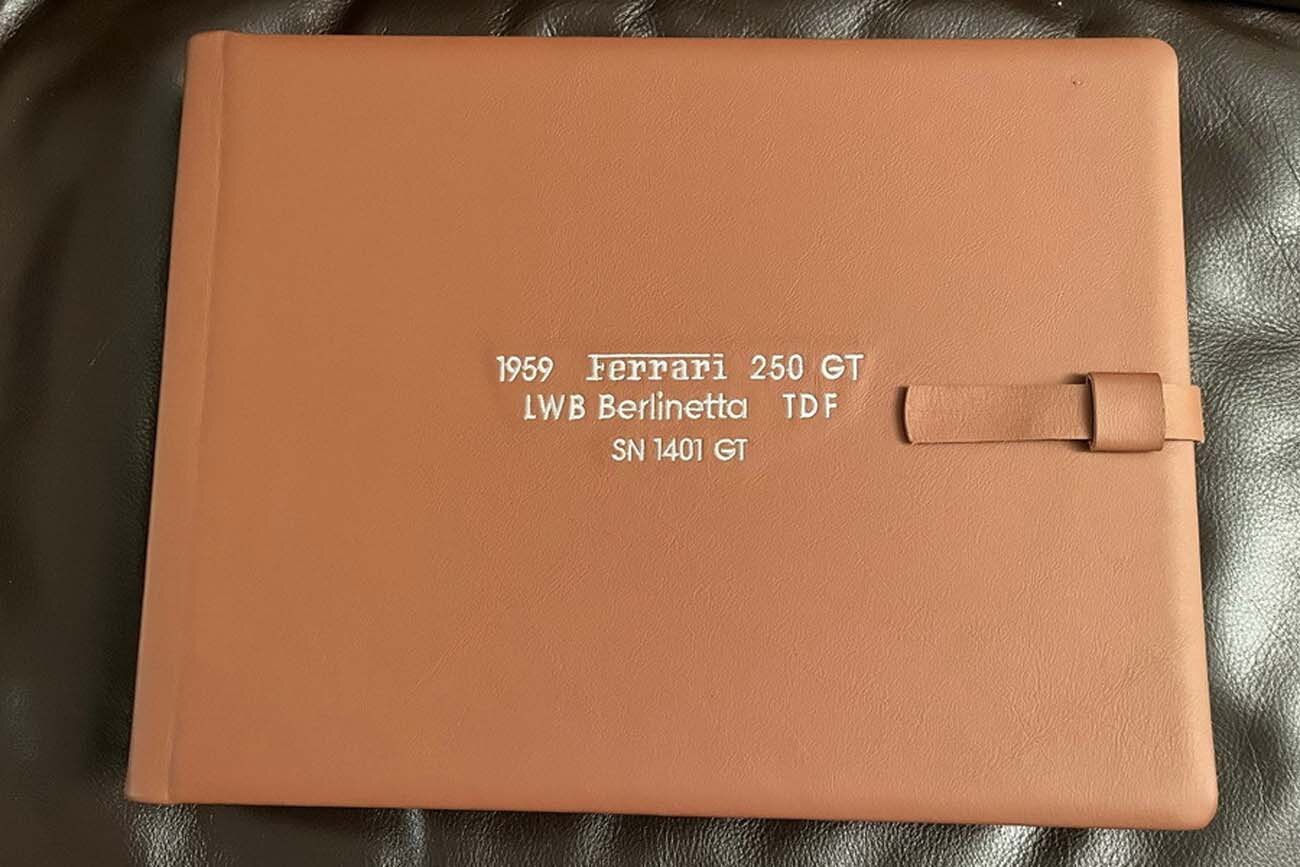 1959 Ferrari 250 GT
LWB Berlinetta TDF
SN 1401 GT